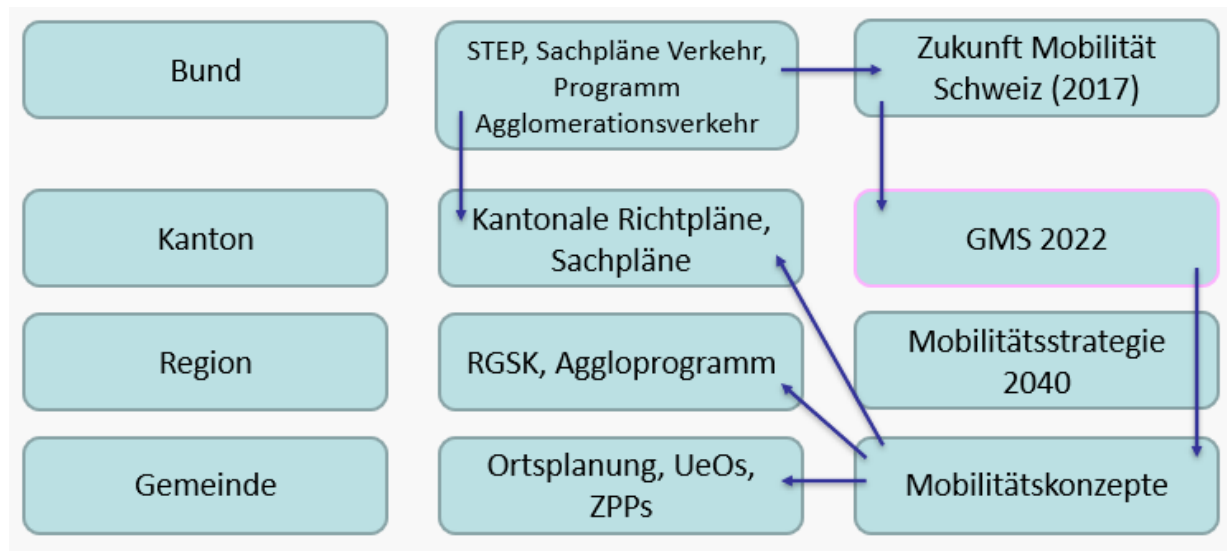 Bund
STEP, Sachpläne Verkehr,
Programm
Agglomerationsverkehr
Zukunft Mobilität
Schweiz (2017)
Kanton
Kantonale Richtpläne,
Sachpläne
GMS 2022
Region
RGSK, Aggloprogramm
Mobilitätsstrategie
2040
Gemeinde
Ortsplanung, UeOs,
ZPPs
Mobilitätskonzepte